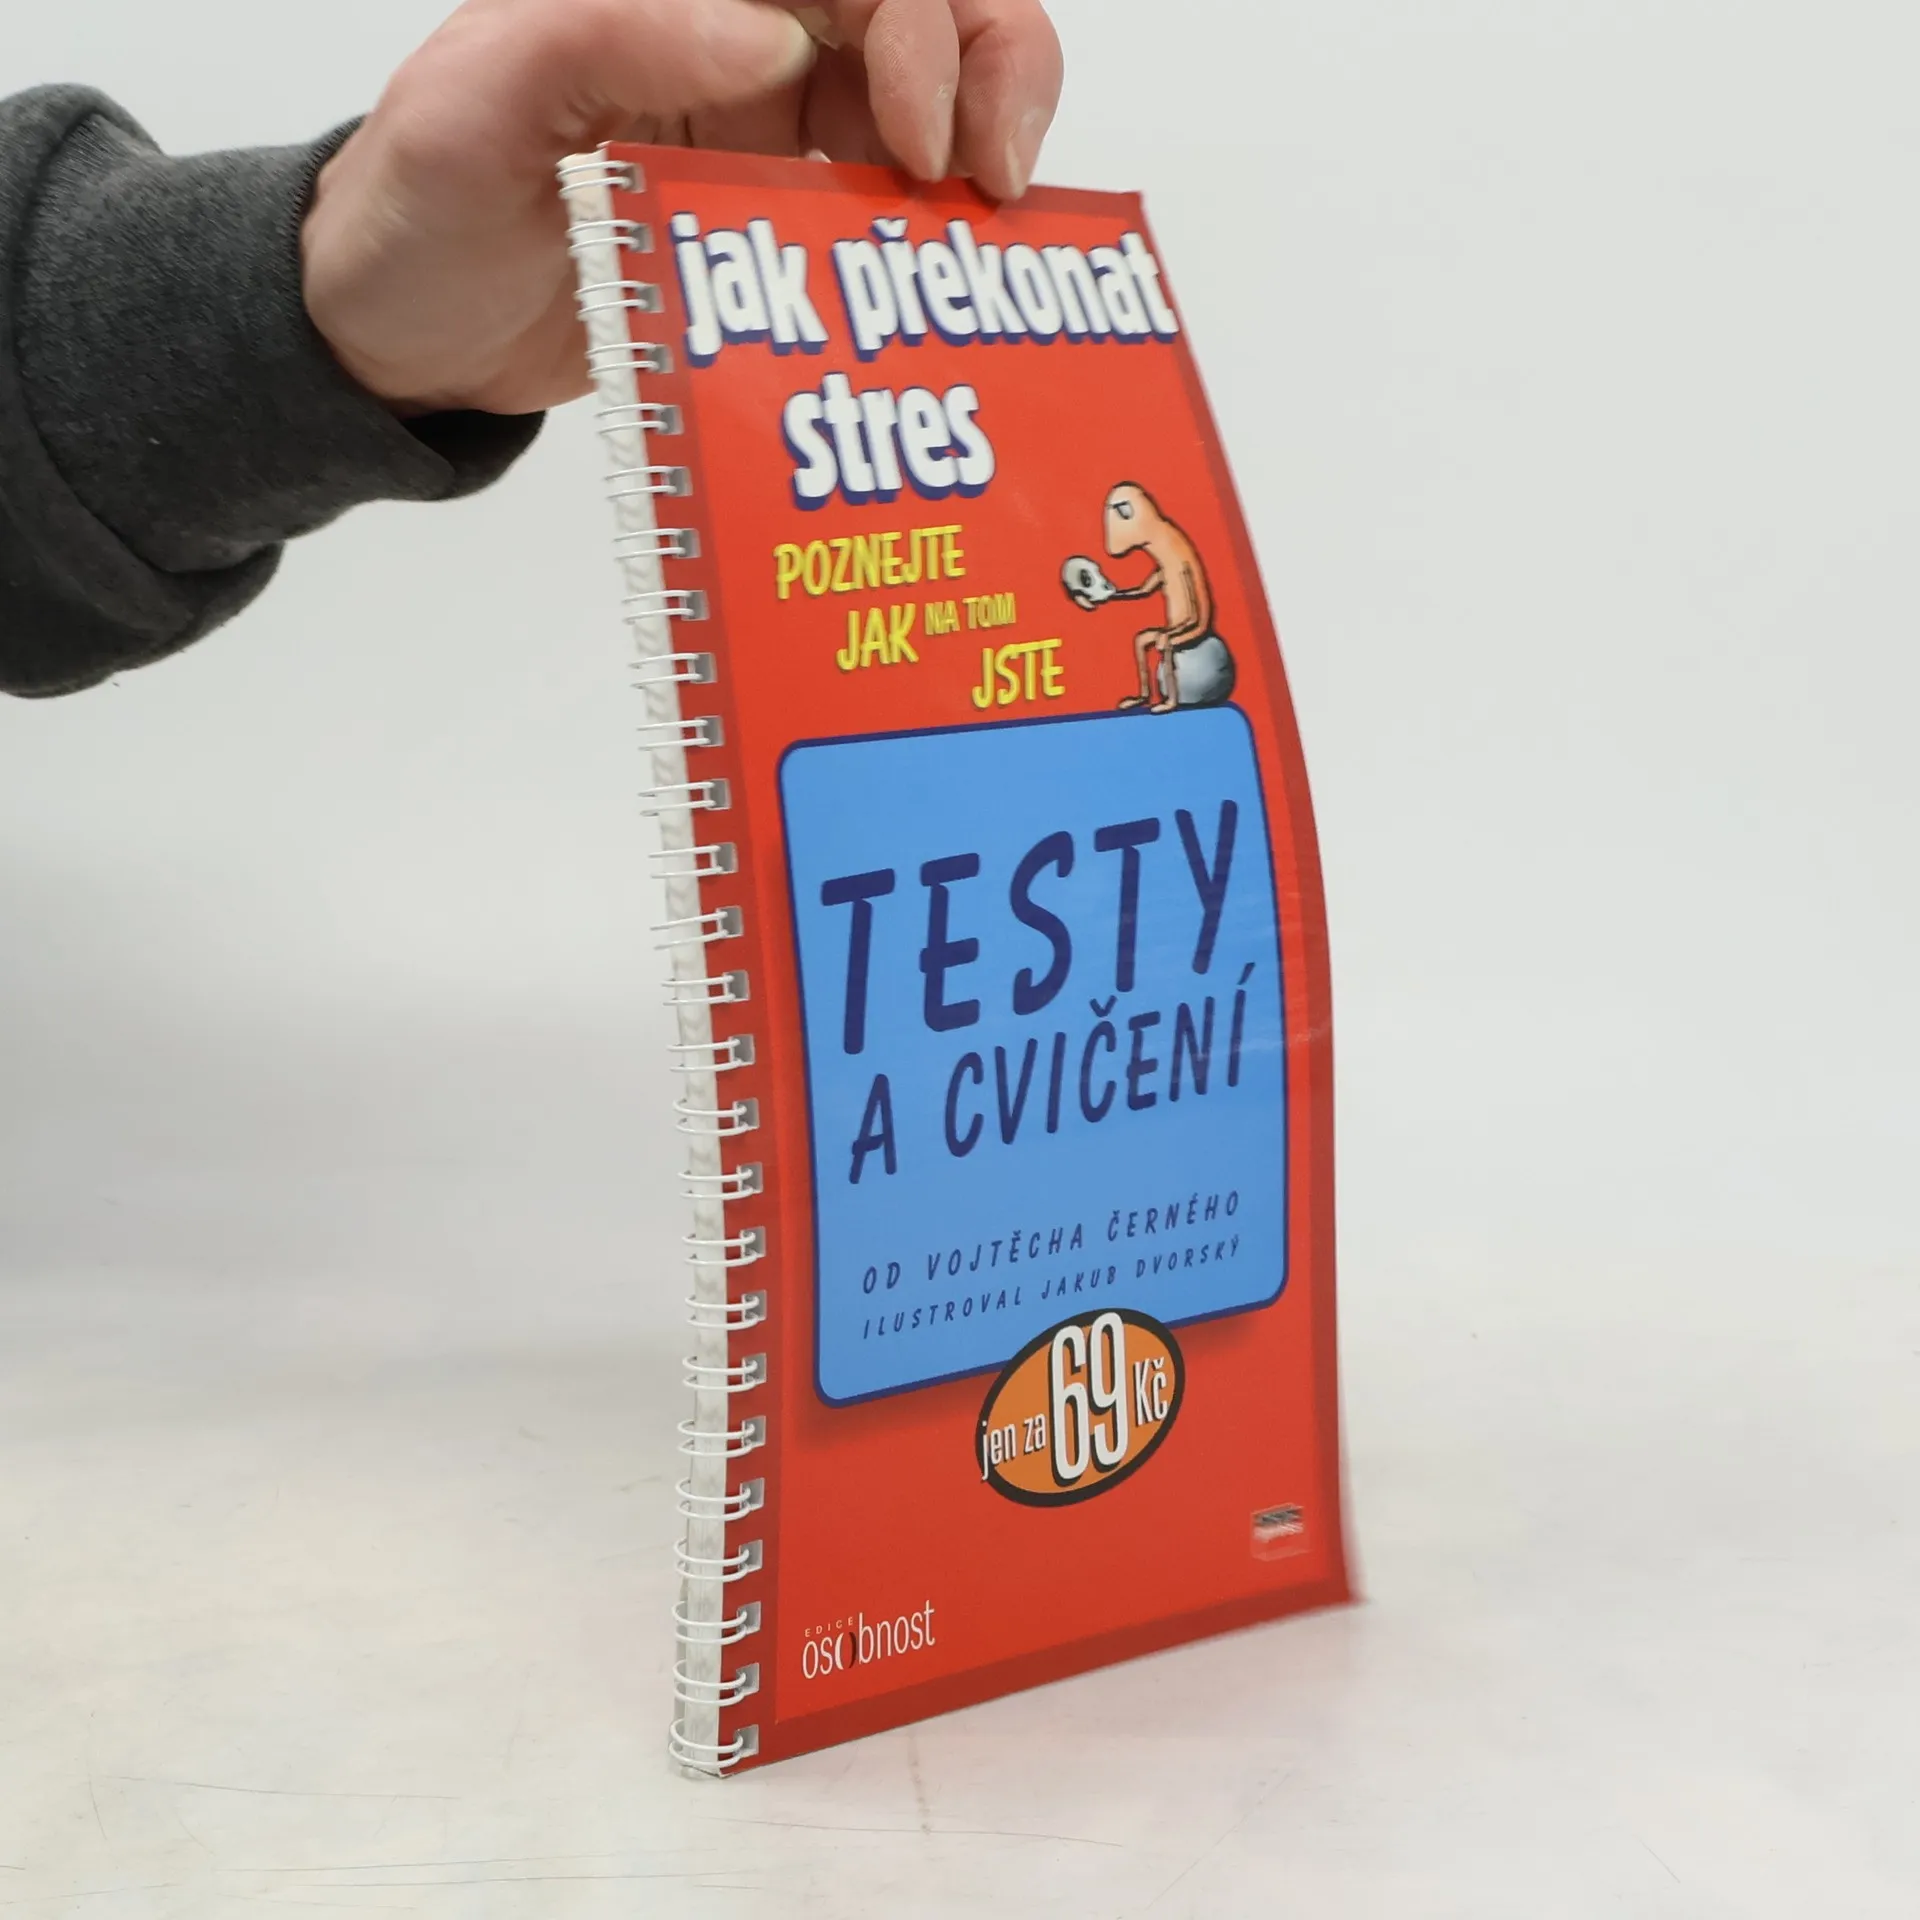 jak překonat
stres
POZNEJTE
JAK NA TOM
JSTE
TESTY
A CVIČENÍ
OD VOJTĚCHA ČERNÉHO
ILUSTROVAL JAKUB DVORSKÝ
jen za 69 Kč
EDICE
osobnost